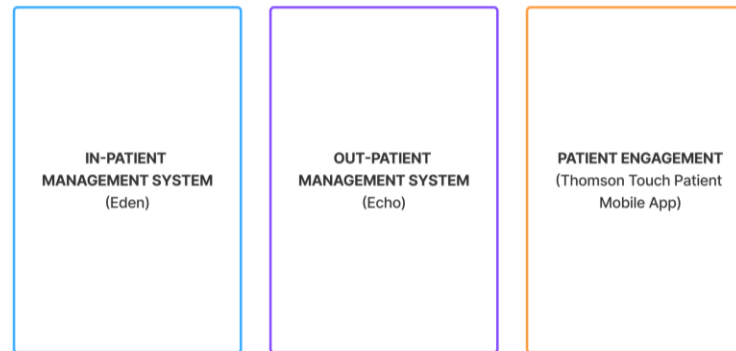 IN-PATIENT
MANAGEMENT SYSTEM
(Eden)
OUT-PATIENT
MANAGEMENT SYSTEM
(Echo)
PATIENT ENGAGEMENT
(Thomson Touch Patient
Mobile App)